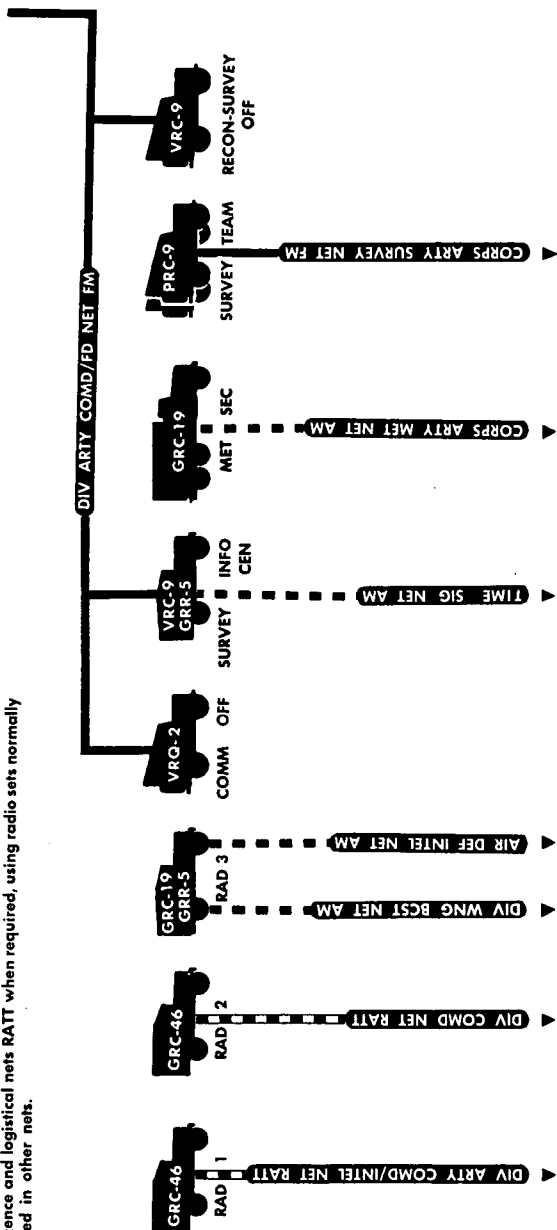 ence and logistical nets RATT when required, using radio sets normally
ed in other nets.
DIV ARTY COMD/FD NET FM
GRC-46
RAD 1
DIV ARTY COMD/INTEL NET RATT
GRC-46
RAD 2
DIV COMD NET RATT
GRC-19
GRR-5
RAD 3
DIV WNG BCST NET AM
AIR DEF INTEL NET AM
VRQ-2
COMM OFF
VRC-9
GRR-5
SURVEY INFO
CEN
TIME SIG NET AM
GRC-19
MET SEC
CORPS ARTY MET NET AM
PRC-9
SURVEY TEAM
CORPS ARTY SURVEY NET FM
VRC-9
RECON-SURVEY
OFF